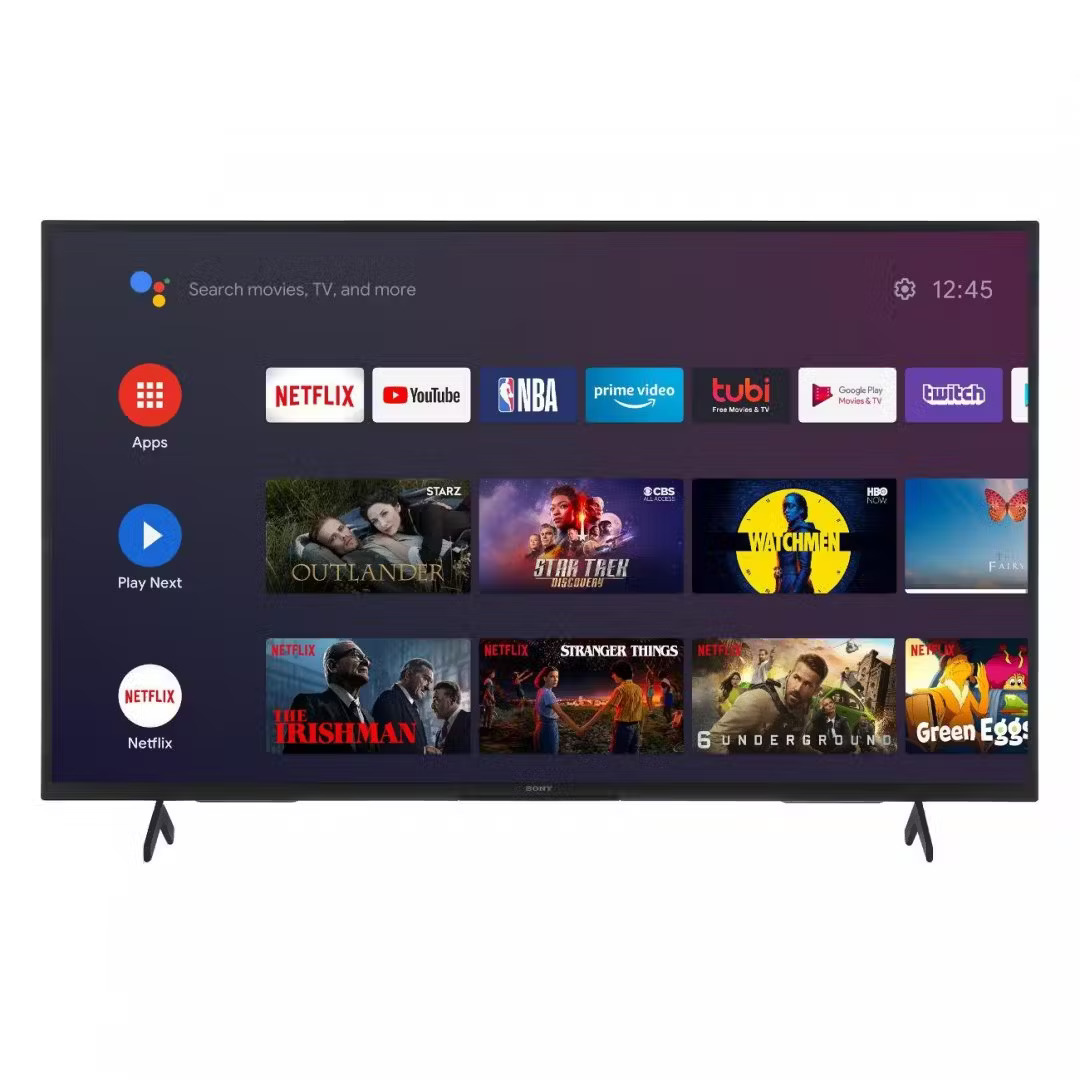 Search movies, TV, and more
12:45
Apps
NETFLIX
YouTube
NBA
prime video
tubi
Free Movies & TV
Google Play
Movies & TV
twitch
Play Next
STARZ
OUTLANDER
CBS
ALL ACCESS
STAR TREK
DISCOVERY
HBO
NOW
WATCHMEN
FAIRY
NETFLIX
Netflix
NETFLIX
THE
IRISHMAN
NETFLIX
STRANGER THINGS
NETFLIX
6 UNDERGROUND
NETFLIX
Green Eggs
SONY